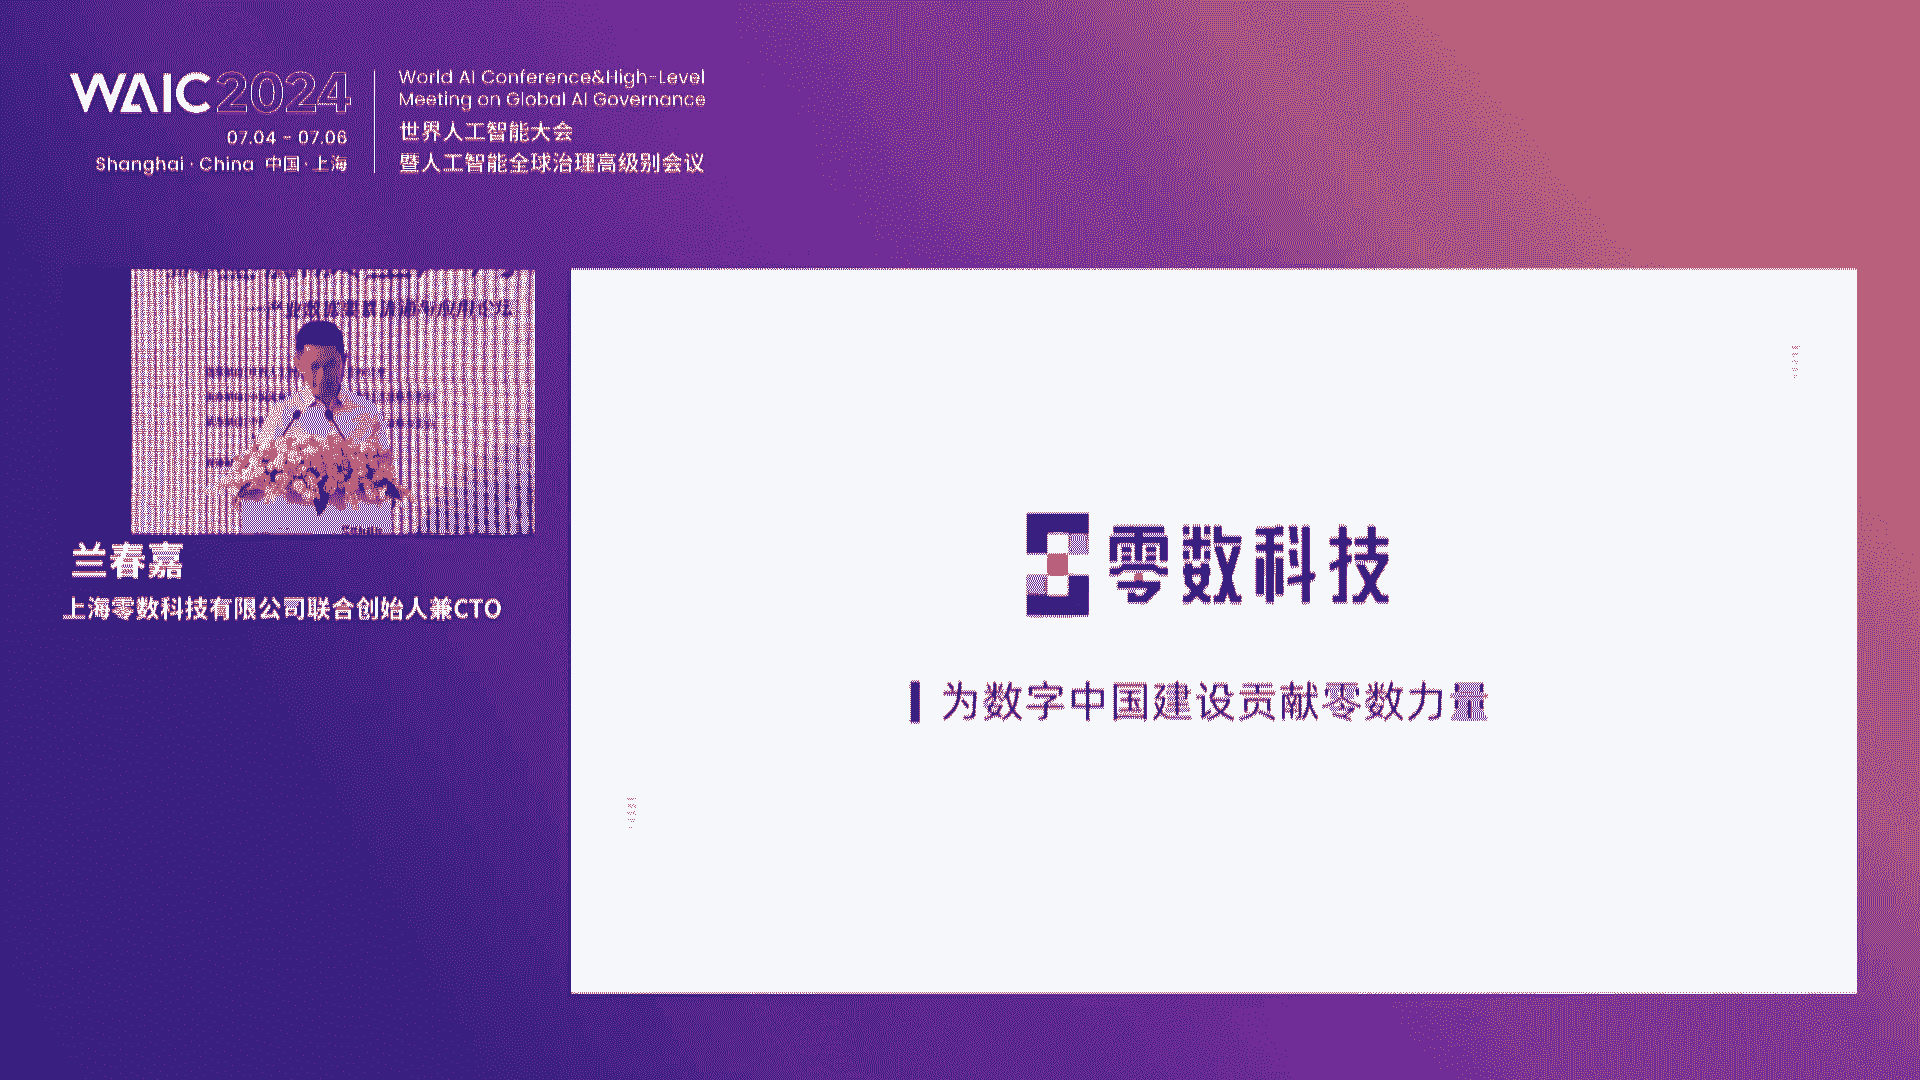 WAIC 2024
07.04 - 07.06
Shanghai · China 中国·上海
World AI Conference&High-Level
Meeting on Global AI Governance
世界人工智能大会
暨人工智能全球治理高级别会议
兰春嘉
上海零数科技有限公司联合创始人兼CTO
零数科技
为数字中国建设贡献零数力量